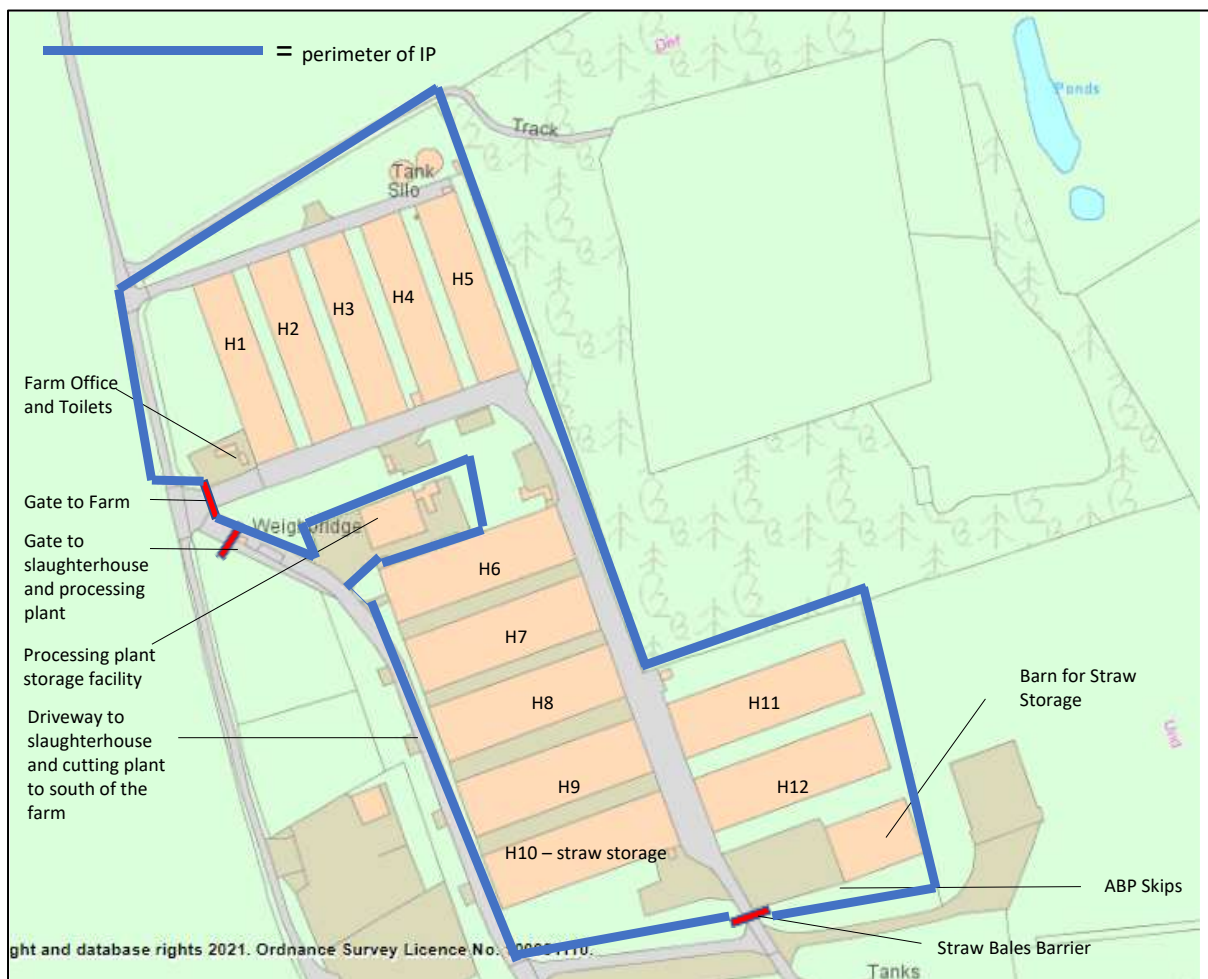 = perimeter of IP
Def
Ponds
Track
Tank
Silo
H5
H4
H3
H2
H1
Farm Office
and Toilets
Gate to Farm
Weighbridge
Gate to
slaughterhouse
and processing
plant
H6
H7
Processing plant
storage facility
H8
H11
Barn for Straw
Storage
Driveway to
slaughterhouse
and cutting plant
to south of the
farm
Und
H9
H12
H10 – straw storage
ABP Skips
Straw Bales Barrier
ght and database rights 2021. Ordnance Survey Licence No.
Tanks